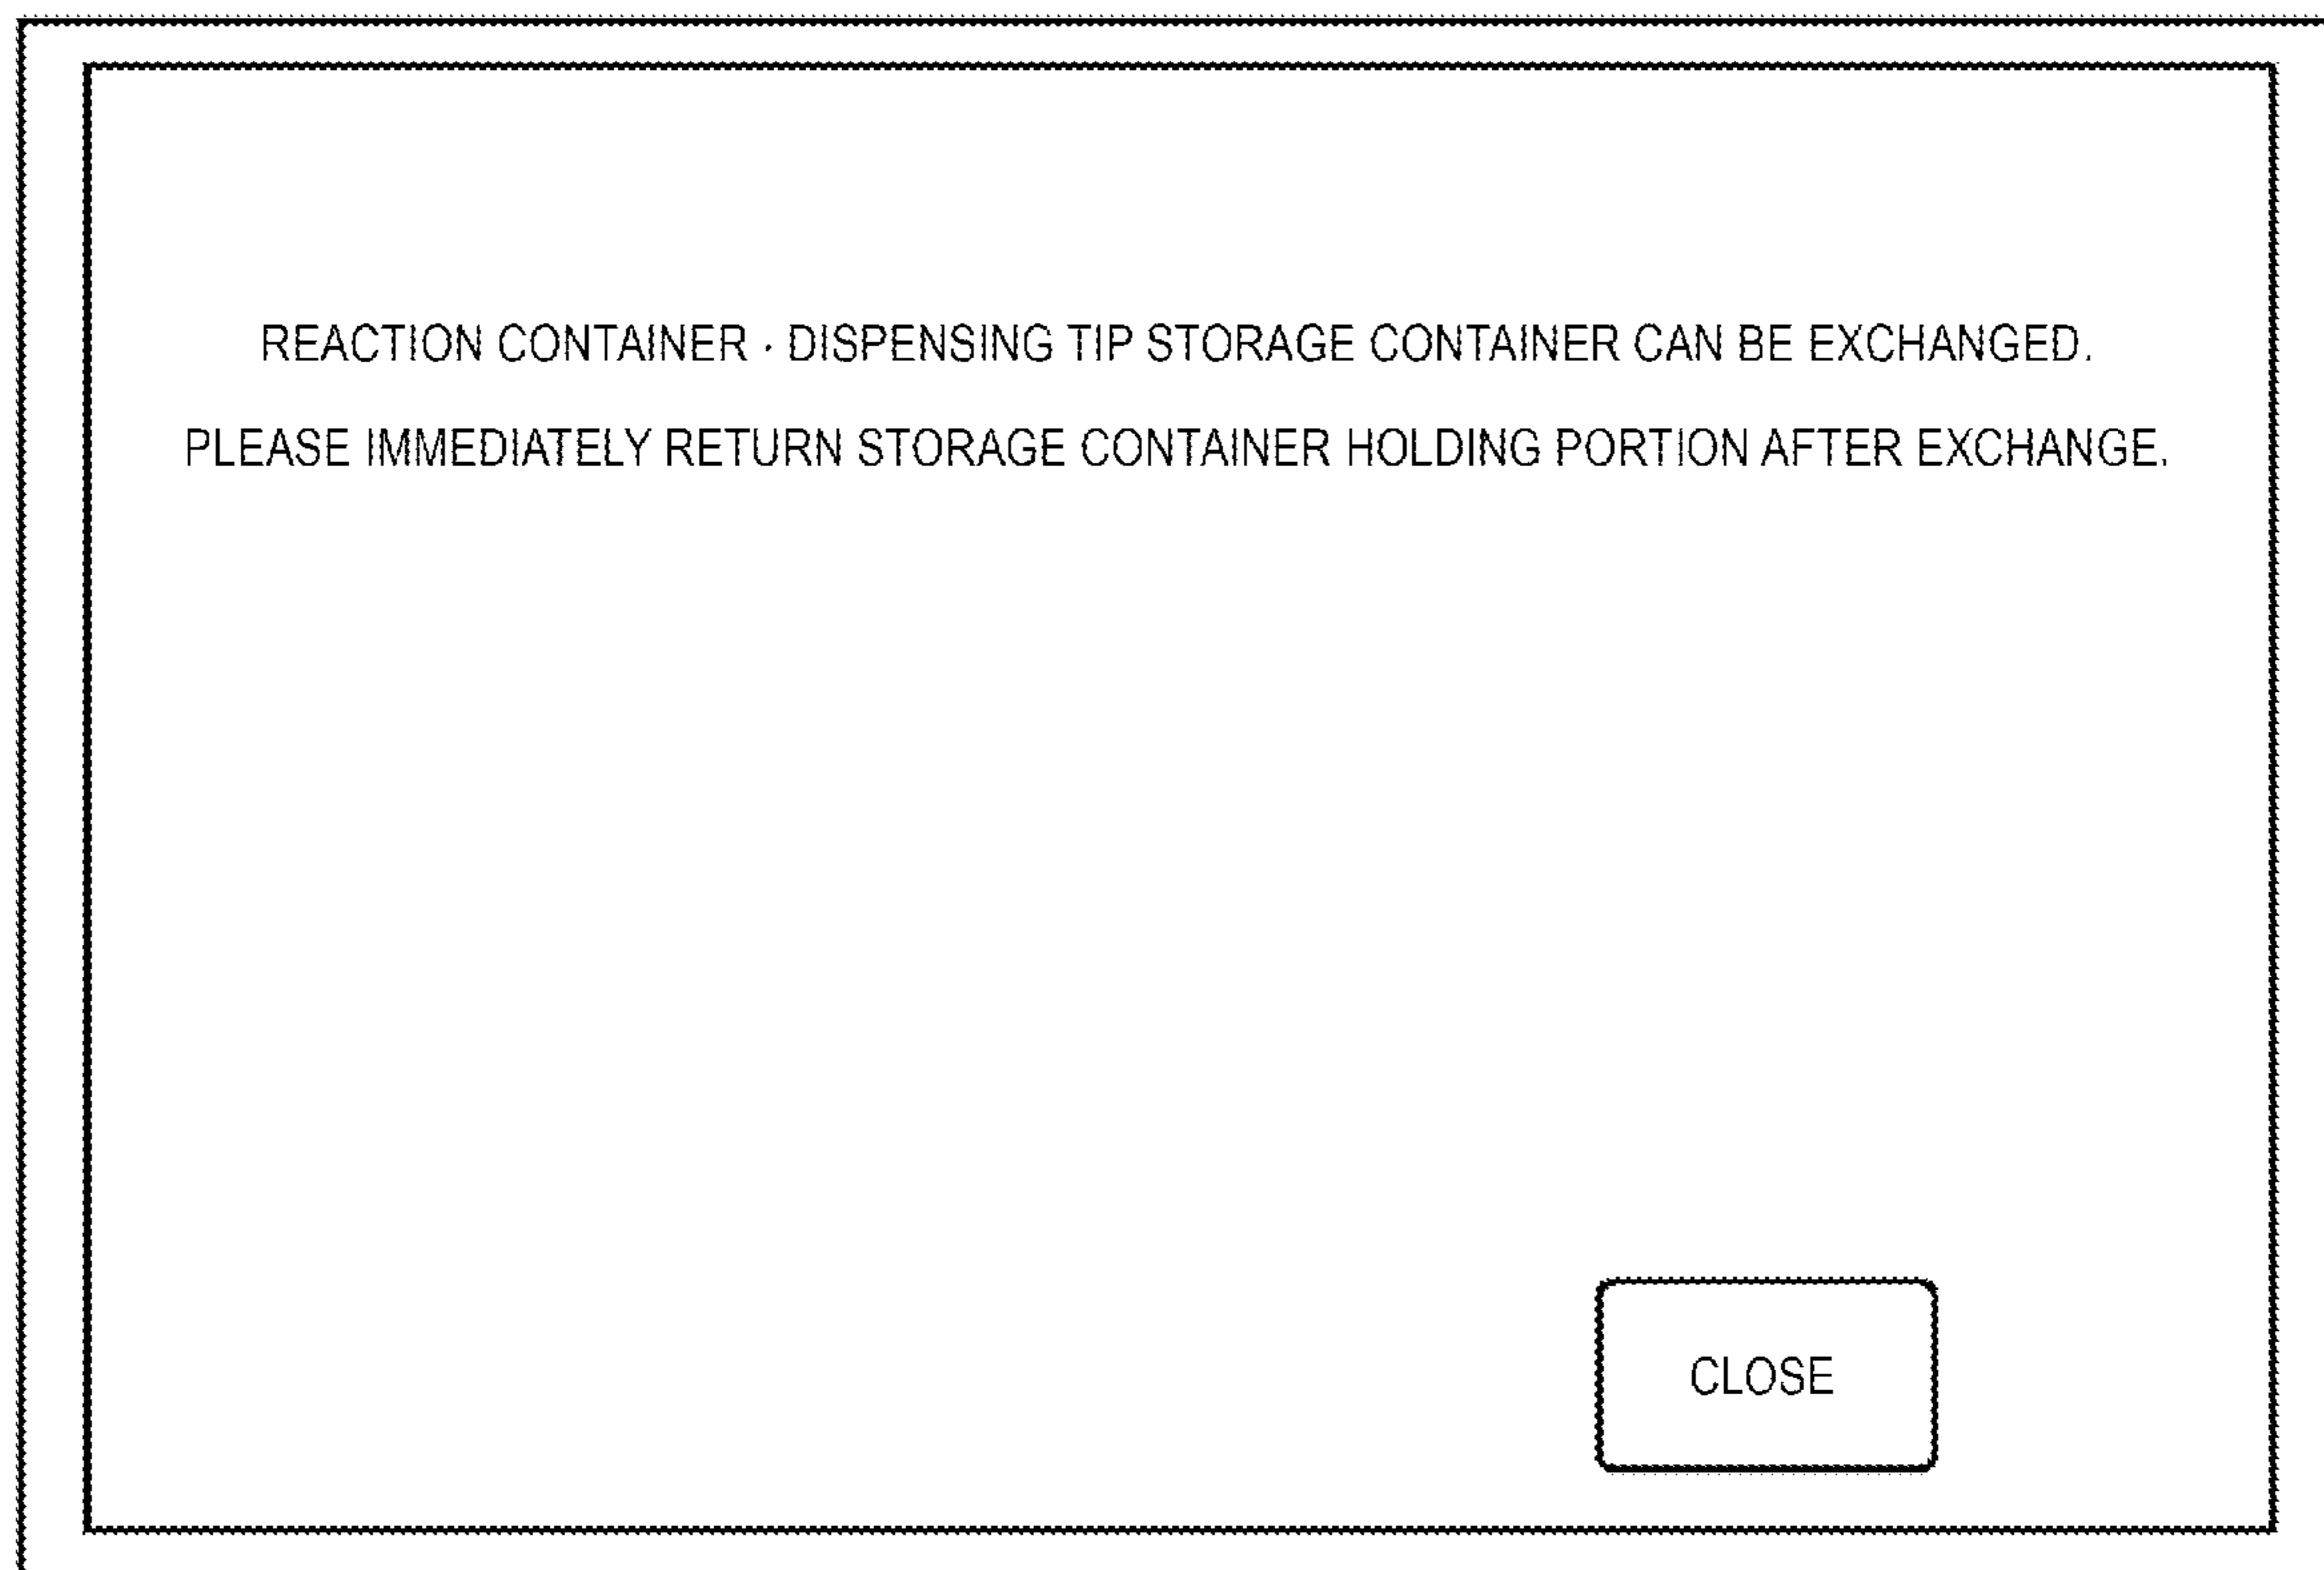 REACTION CONTAINER · DISPENSING TIP STORAGE CONTAINER CAN BE EXCHANGED.
PLEASE IMMEDIATELY RETURN STORAGE CONTAINER HOLDING PORTION AFTER EXCHANGE.
CLOSE